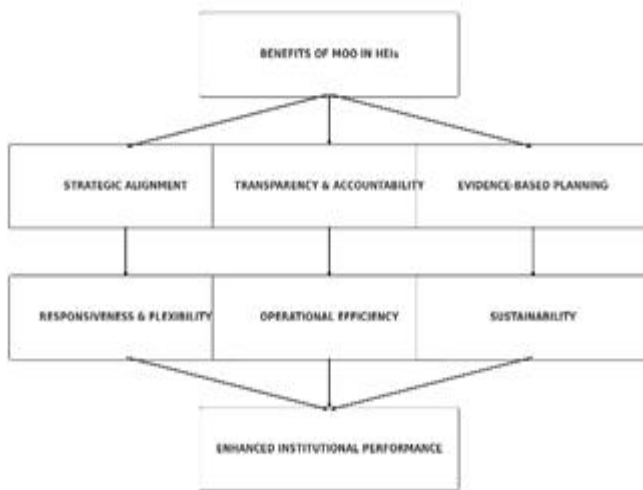 BENEFITS OF MOO IN HEIs
STRATEGIC ALIGNMENT
TRANSPARENCY & ACCOUNTABILITY
EVIDENCE-BASED PLANNING
RESPONSIVENESS & FLEXIBILITY
OPERATIONAL EFFICIENCY
SUSTAINABILITY
ENHANCED INSTITUTIONAL PERFORMANCE